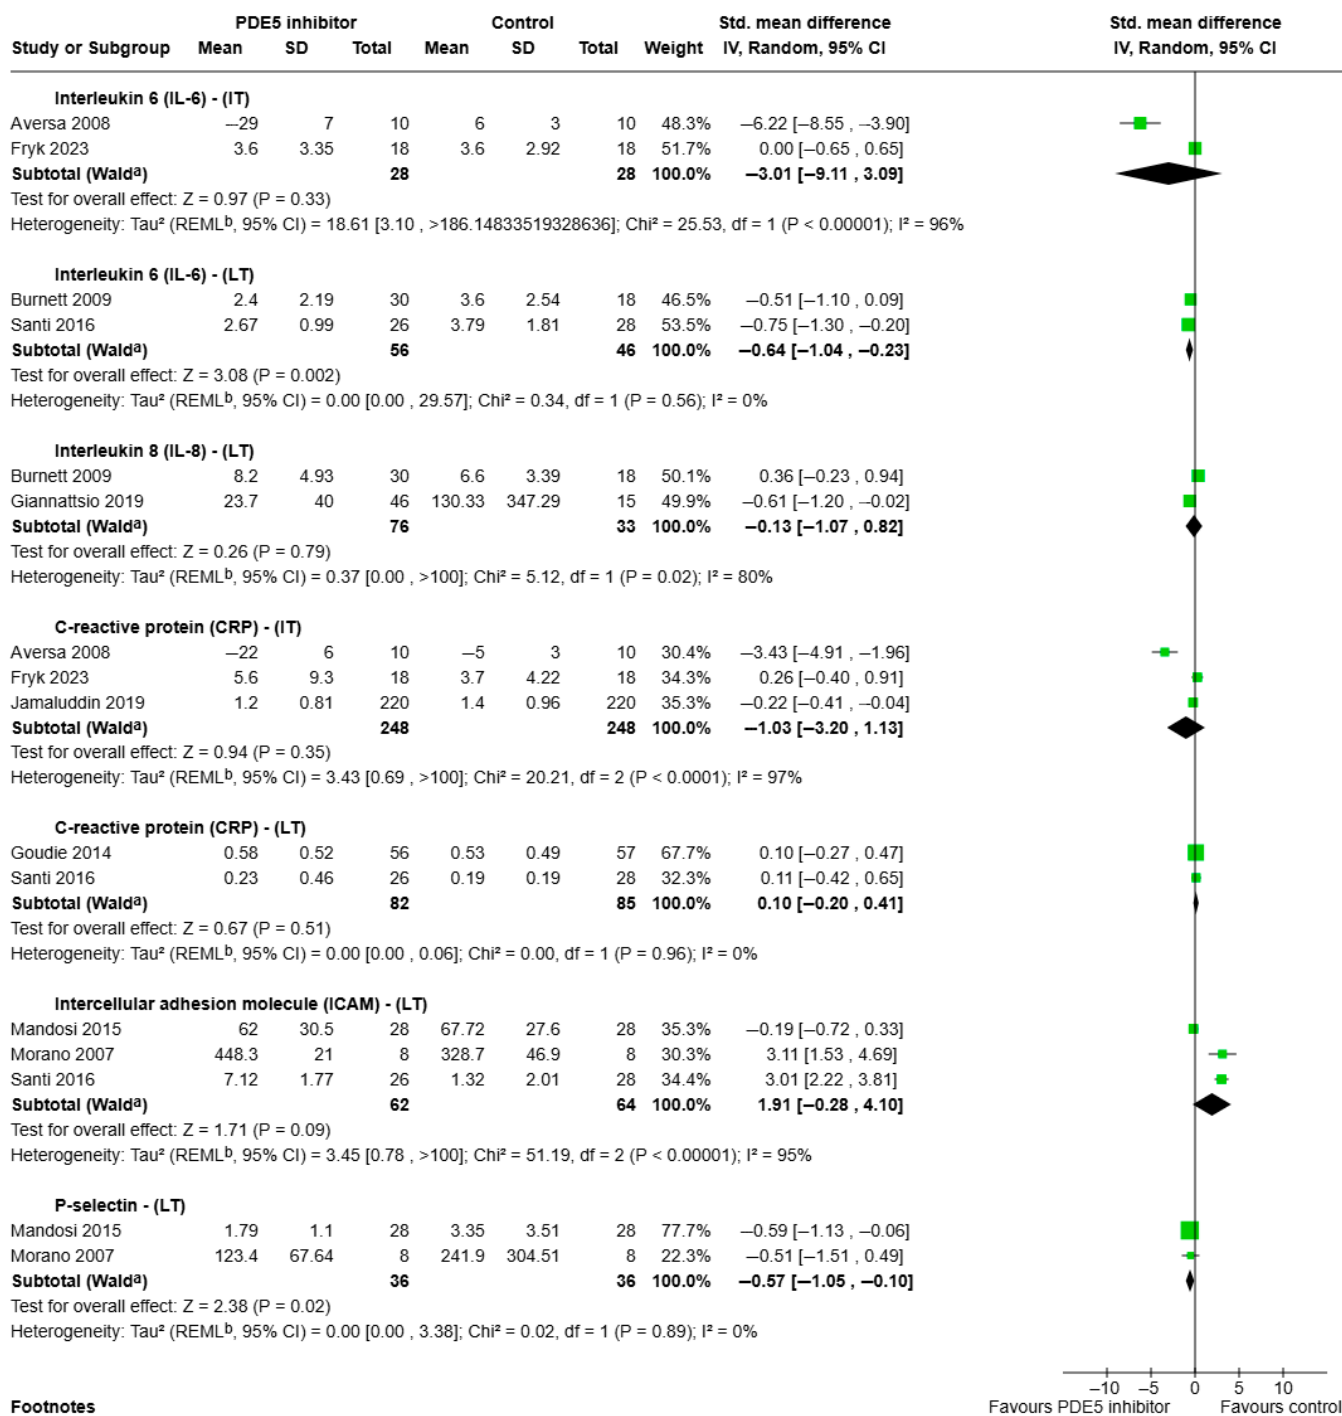 PDE5 inhibitor Control Std. mean difference Std. mean difference
Study or Subgroup Mean SD Total Mean SD Total Weight IV, Random, 95% CI IV, Random, 95% CI
Interleukin 6 (IL-6) - (IT)
Aversa 2008 −29 7 10 6 3 10 48.3% −6.22 [−8.55 , −3.90]
Fryk 2023 3.6 3.35 18 3.6 2.92 18 51.7% 0.00 [−0.65 , 0.65]
Subtotal (Waldᵃ) 28 28 100.0% −3.01 [−9.11 , 3.09]
Test for overall effect: Z = 0.97 (P = 0.33)
Heterogeneity: Tau² (REMLᵇ, 95% CI) = 18.61 [3.10 , >186.14833519328636]; Chi² = 25.53, df = 1 (P < 0.00001); I² = 96%
Interleukin 6 (IL-6) - (LT)
Burnett 2009 2.4 2.19 30 3.6 2.54 18 46.5% −0.51 [−1.10 , 0.09]
Santi 2016 2.67 0.99 26 3.79 1.81 28 53.5% −0.75 [−1.30 , −0.20]
Subtotal (Waldᵃ) 56 46 100.0% −0.64 [−1.04 , −0.23]
Test for overall effect: Z = 3.08 (P = 0.002)
Heterogeneity: Tau² (REMLᵇ, 95% CI) = 0.00 [0.00 , 29.57]; Chi² = 0.34, df = 1 (P = 0.56); I² = 0%
Interleukin 8 (IL-8) - (LT)
Burnett 2009 8.2 4.93 30 6.6 3.39 18 50.1% 0.36 [−0.23 , 0.94]
Giannattsio 2019 23.7 40 46 130.33 347.29 15 49.9% −0.61 [−1.20 , −0.02]
Subtotal (Waldᵃ) 76 33 100.0% −0.13 [−1.07 , 0.82]
Test for overall effect: Z = 0.26 (P = 0.79)
Heterogeneity: Tau² (REMLᵇ, 95% CI) = 0.37 [0.00 , >100]; Chi² = 5.12, df = 1 (P = 0.02); I² = 80%
C-reactive protein (CRP) - (IT)
Aversa 2008 −22 6 10 −5 3 10 30.4% −3.43 [−4.91 , −1.96]
Fryk 2023 5.6 9.3 18 3.7 4.22 18 34.3% 0.26 [−0.40 , 0.91]
Jamaluddin 2019 1.2 0.81 220 1.4 0.96 220 35.3% −0.22 [−0.41 , −0.04]
Subtotal (Waldᵃ) 248 248 100.0% −1.03 [−3.20 , 1.13]
Test for overall effect: Z = 0.94 (P = 0.35)
Heterogeneity: Tau² (REMLᵇ, 95% CI) = 3.43 [0.69 , >100]; Chi² = 20.21, df = 2 (P < 0.0001); I² = 97%
C-reactive protein (CRP) - (LT)
Goudie 2014 0.58 0.52 56 0.53 0.49 57 67.7% 0.10 [−0.27 , 0.47]
Santi 2016 0.23 0.46 26 0.19 0.19 28 32.3% 0.11 [−0.42 , 0.65]
Subtotal (Waldᵃ) 82 85 100.0% 0.10 [−0.20 , 0.41]
Test for overall effect: Z = 0.67 (P = 0.51)
Heterogeneity: Tau² (REMLᵇ, 95% CI) = 0.00 [0.00 , 0.06]; Chi² = 0.00, df = 1 (P = 0.96); I² = 0%
Intercellular adhesion molecule (ICAM) - (LT)
Mandosi 2015 62 30.5 28 67.72 27.6 28 35.3% −0.19 [−0.72 , 0.33]
Morano 2007 448.3 21 8 328.7 46.9 8 30.3% 3.11 [1.53 , 4.69]
Santi 2016 7.12 1.77 26 1.32 2.01 28 34.4% 3.01 [2.22 , 3.81]
Subtotal (Waldᵃ) 62 64 100.0% 1.91 [−0.28 , 4.10]
Test for overall effect: Z = 1.71 (P = 0.09)
Heterogeneity: Tau² (REMLᵇ, 95% CI) = 3.45 [0.78 , >100]; Chi² = 51.19, df = 2 (P < 0.00001); I² = 95%
P-selectin - (LT)
Mandosi 2015 1.79 1.1 28 3.35 3.51 28 77.7% −0.59 [−1.13 , −0.06]
Morano 2007 123.4 67.64 8 241.9 304.51 8 22.3% −0.51 [−1.51 , 0.49]
Subtotal (Waldᵃ) 36 36 100.0% −0.57 [−1.05 , −0.10]
Test for overall effect: Z = 2.38 (P = 0.02)
Heterogeneity: Tau² (REMLᵇ, 95% CI) = 0.00 [0.00 , 3.38]; Chi² = 0.02, df = 1 (P = 0.89); I² = 0%
−10 −5 0 5 10
Footnotes Favours PDE5 inhibitor Favours control